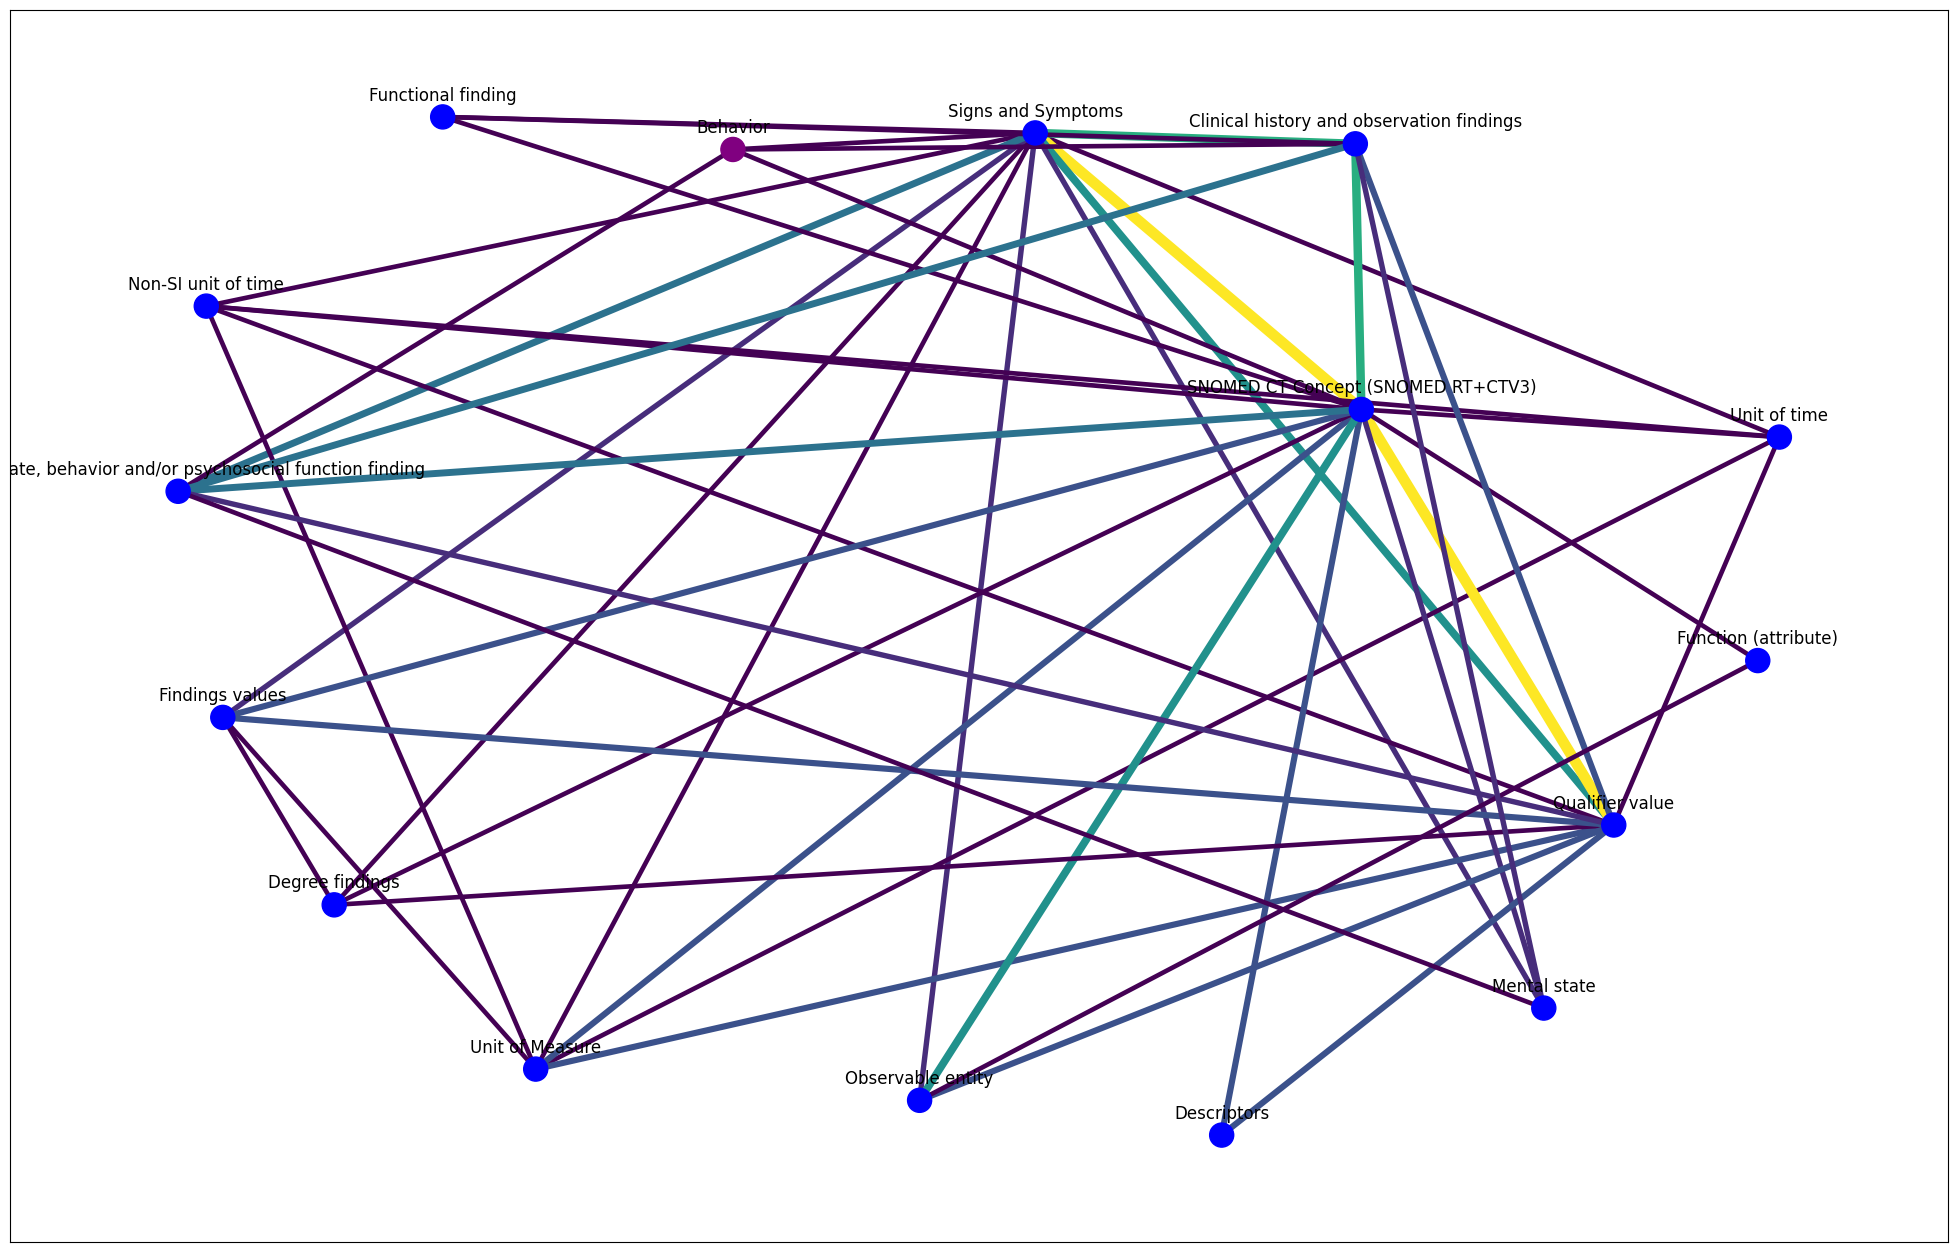 Functional finding
Signs and Symptoms
Clinical history and observation findings
Behavior
Non-SI unit of time
SNOMED CT Concept (SNOMED RT+CTV3)
Unit of time
ate, behavior and/or psychosocial function finding
Function (attribute)
Findings values
Qualifier value
Degree findings
Mental state
Unit of Measure
Observable entity
Descriptors